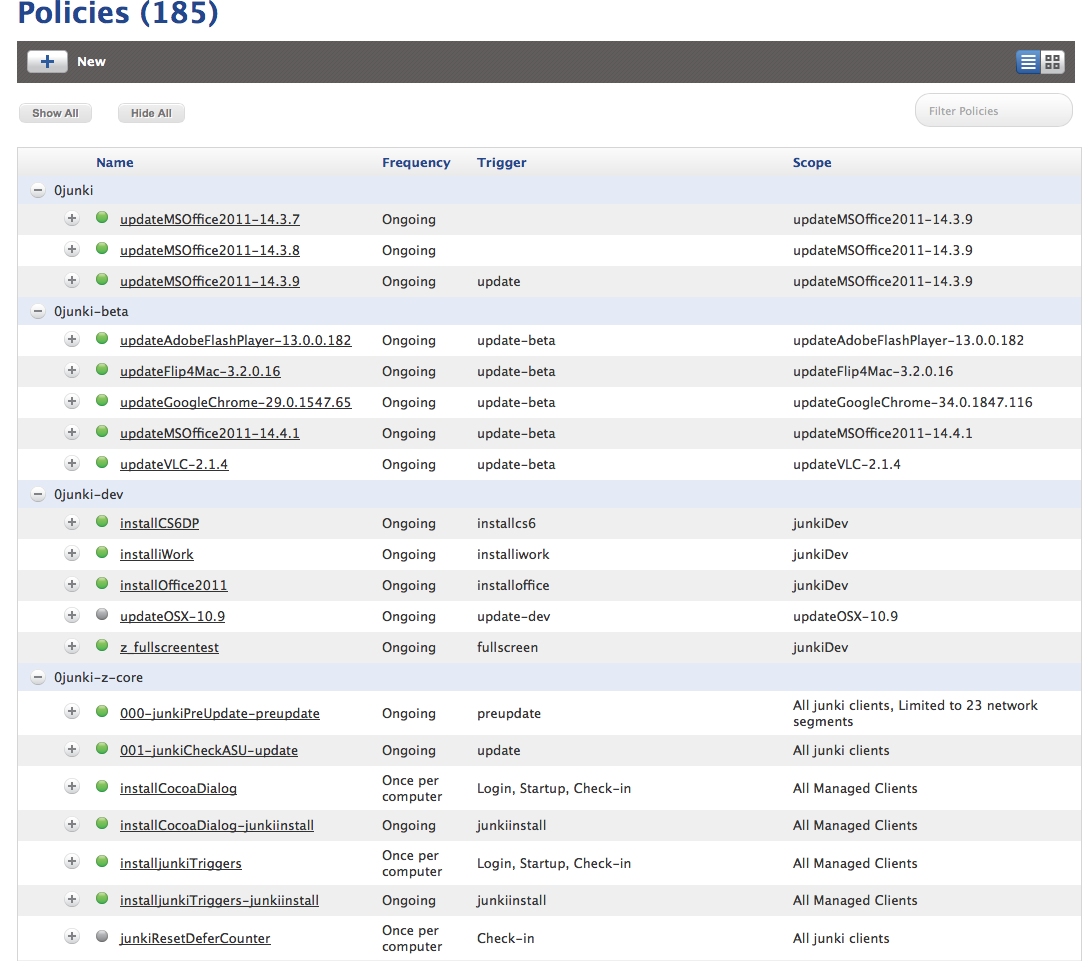 Policies (185)
New
Show All Hide All Filter Policies
Name Frequency Trigger Scope
0junki
updateMSOffice2011-14.3.7 Ongoing updateMSOffice2011-14.3.9
updateMSOffice2011-14.3.8 Ongoing updateMSOffice2011-14.3.9
updateMSOffice2011-14.3.9 Ongoing update updateMSOffice2011-14.3.9
0junki-beta
updateAdobeFlashPlayer-13.0.0.182 Ongoing update-beta updateAdobeFlashPlayer-13.0.0.182
updateFlip4Mac-3.2.0.16 Ongoing update-beta updateFlip4Mac-3.2.0.16
updateGoogleChrome-29.0.1547.65 Ongoing update-beta updateGoogleChrome-34.0.1847.116
updateMSOffice2011-14.4.1 Ongoing update-beta updateMSOffice2011-14.4.1
updateVLC-2.1.4 Ongoing update-beta updateVLC-2.1.4
0junki-dev
installCS6DP Ongoing installcs6 junkiDev
installiWork Ongoing installiwork junkiDev
installOffice2011 Ongoing installoffice junkiDev
updateOSX-10.9 Ongoing update-dev updateOSX-10.9
z_fullscreentest Ongoing fullscreen junkiDev
0junki-z-core
000-junkiPreUpdate-preupdate Ongoing preupdate All junki clients, Limited to 23 network
segments
001-junkiCheckASU-update Ongoing update All junki clients
installCocoaDialog Once per
computer Login, Startup, Check-in All Managed Clients
installCocoaDialog-junkiinstall Ongoing junkiinstall All Managed Clients
installjunkiTriggers Once per
computer Login, Startup, Check-in All Managed Clients
installjunkiTriggers-junkiinstall Ongoing junkiinstall All Managed Clients
junkiResetDeferCounter Once per
computer Check-in All junki clients